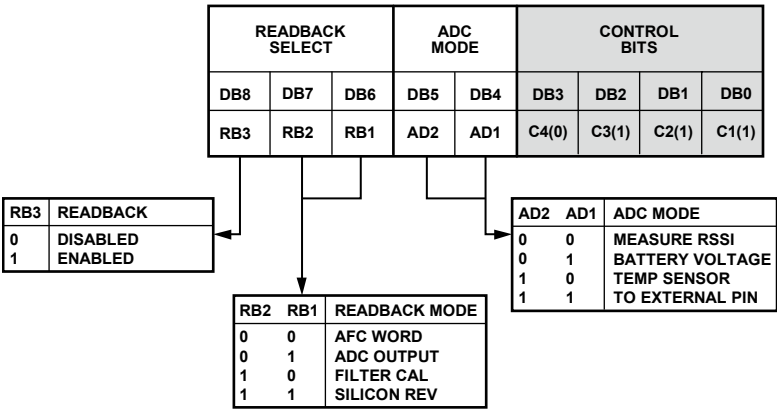 READBACK SELECT
ADC MODE
CONTROL BITS
DB8 DB7 DB6 DB5 DB4 DB3 DB2 DB1 DB0
RB3 RB2 RB1 AD2 AD1 C4(0) C3(1) C2(1) C1(1)
RB3 READBACK
0 DISABLED
1 ENABLED
AD2 AD1 ADC MODE
0 0 MEASURE RSSI
0 1 BATTERY VOLTAGE
1 0 TEMP SENSOR
1 1 TO EXTERNAL PIN
RB2 RB1 READBACK MODE
0 0 AFC WORD
0 1 ADC OUTPUT
1 0 FILTER CAL
1 1 SILICON REV